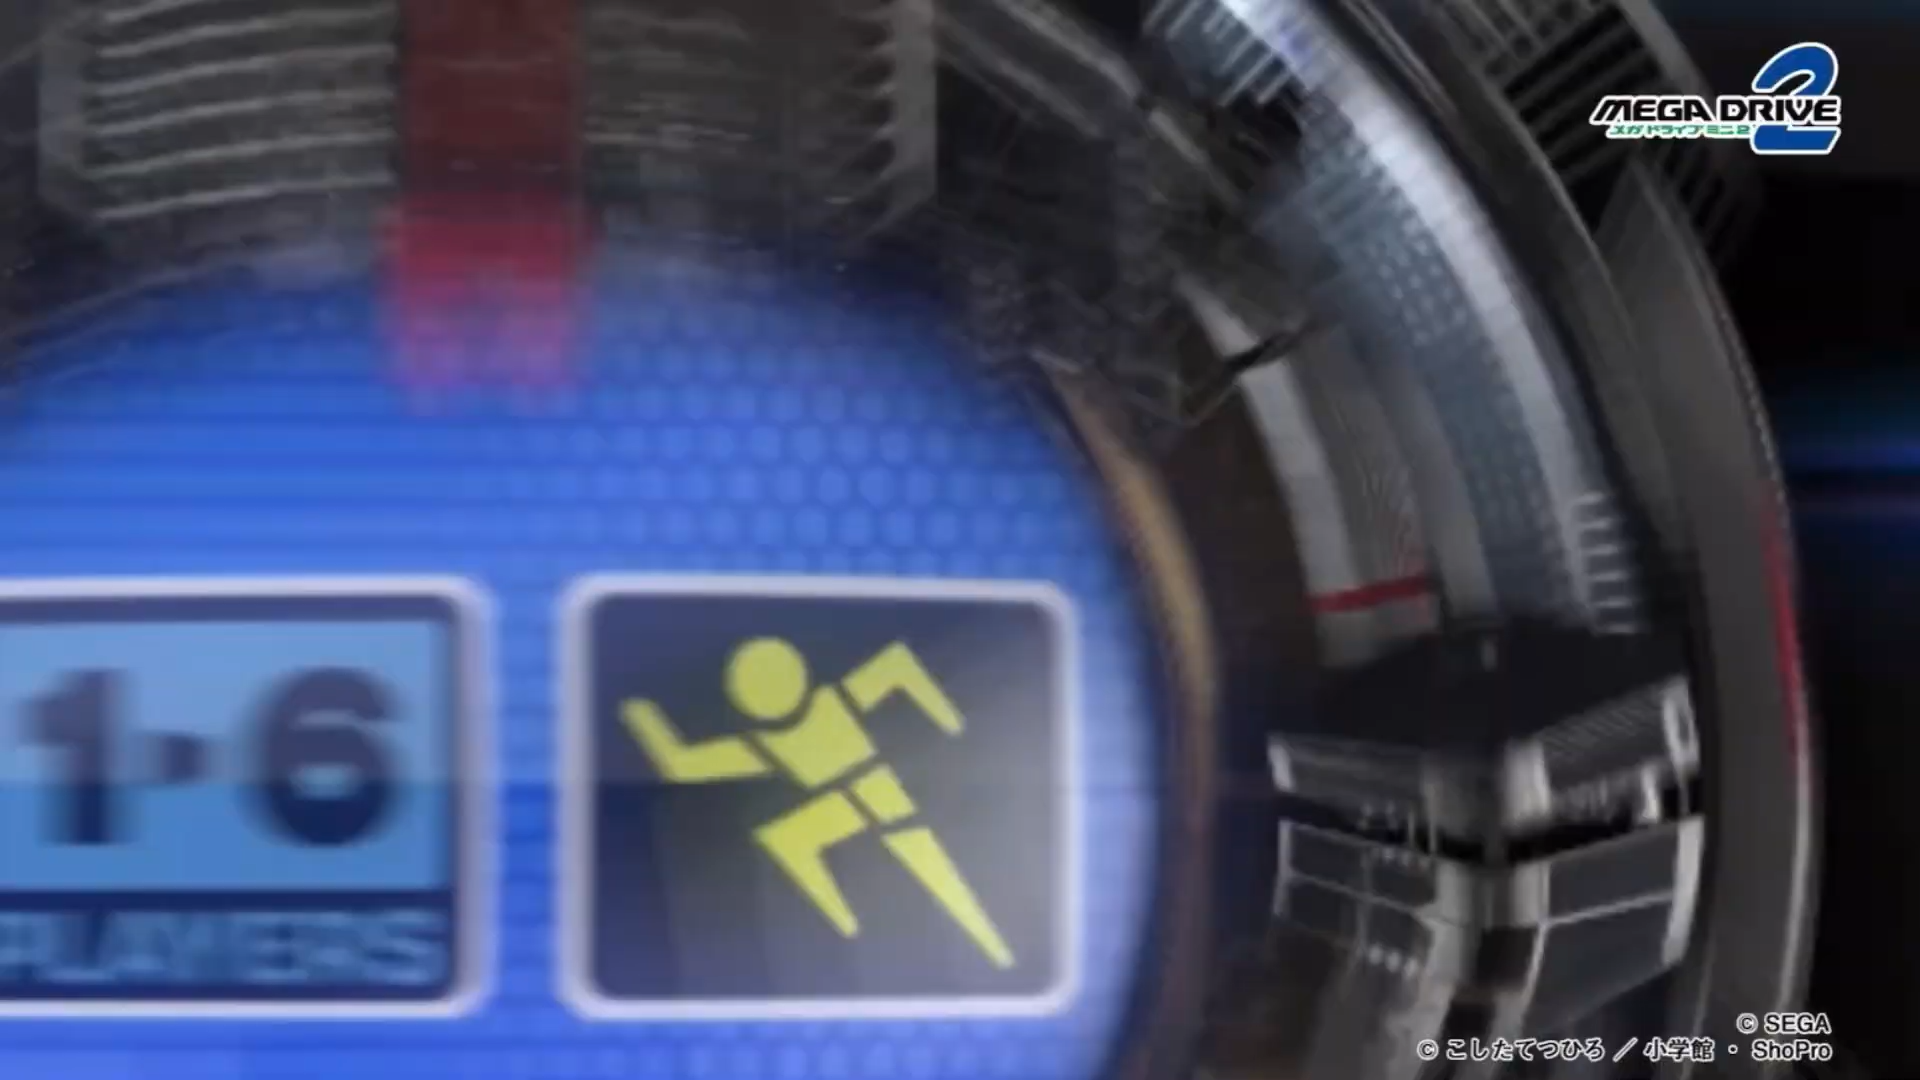 MEGA DRIVE 2
メガドライブ ミニ 2
1-6
PLAYERS
© SEGA
© こしたてつひろ / 小学館 ・ ShoPro